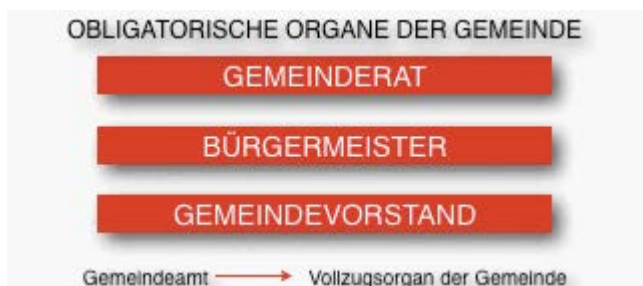 OBLIGATORISCHE ORGANE DER GEMEINDE
GEMEINDERAT
BÜRGERMEISTER
GEMEINDEVORSTAND
Gemeindeamt → Vollzugsorgan der Gemeinde